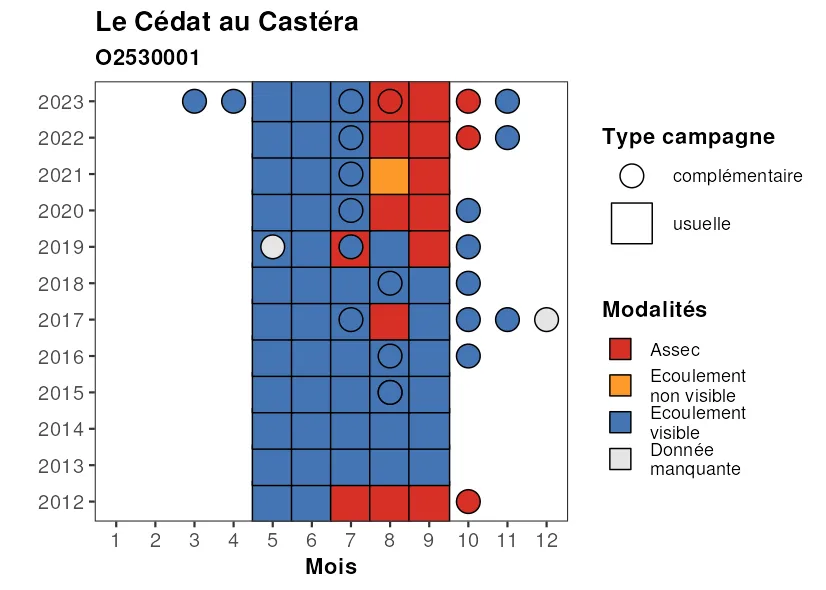 Le Cédat au Castéra
O2530001
2023
2022
2021
2020
2019
2018
2017
2016
2015
2014
2013
2012
1 2 3 4 5 6 7 8 9 10 11 12
Mois
Type campagne
complémentaire
usuelle
Modalités
Assec
Ecoulement
non visible
Ecoulement
visible
Donnée
manquante